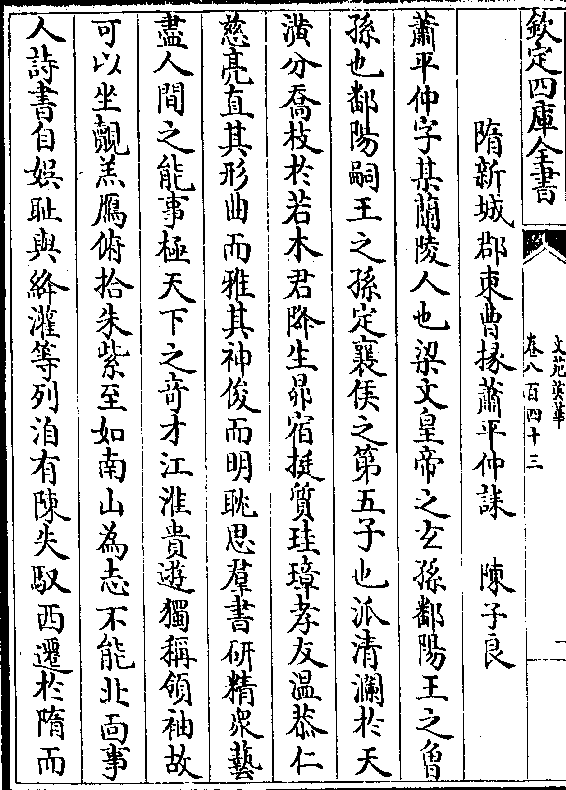 欽定四庫全書
文苑英華
卷八百四十三
一
隋新城郡東曹掾蕭平仲誄　陳子良
蕭平仲字某蘭陵人也梁文皇帝之玄孫鄱陽王之曾
孫也鄱陽嗣王之孫定襄侯之第五子也派清瀾於天
潢分喬枝於若木君降生昴宿挺質珪璋孝友温恭仁
慈亮直其形曲而雅其神俊而明耽思羣書研精衆藝
盡人間之能事極天下之奇才江淮貴遊獨稱領袖故
可以坐覿羔鴈俯拾朱紫至如南山為志不能北面事
人詩書自娛恥與絳灌等列洎有陳失馭西遷於隋而